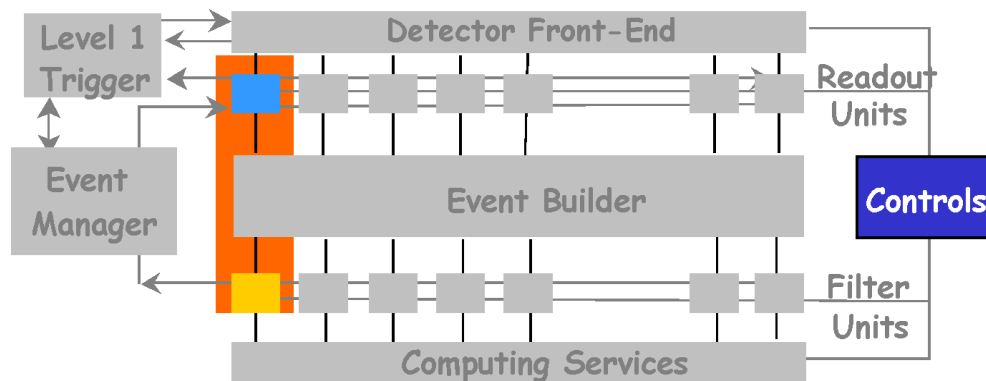 Level 1
Trigger
Detector Front-End
Readout
Units
Event
Manager
Event Builder
Controls
Filter
Units
Computing Services